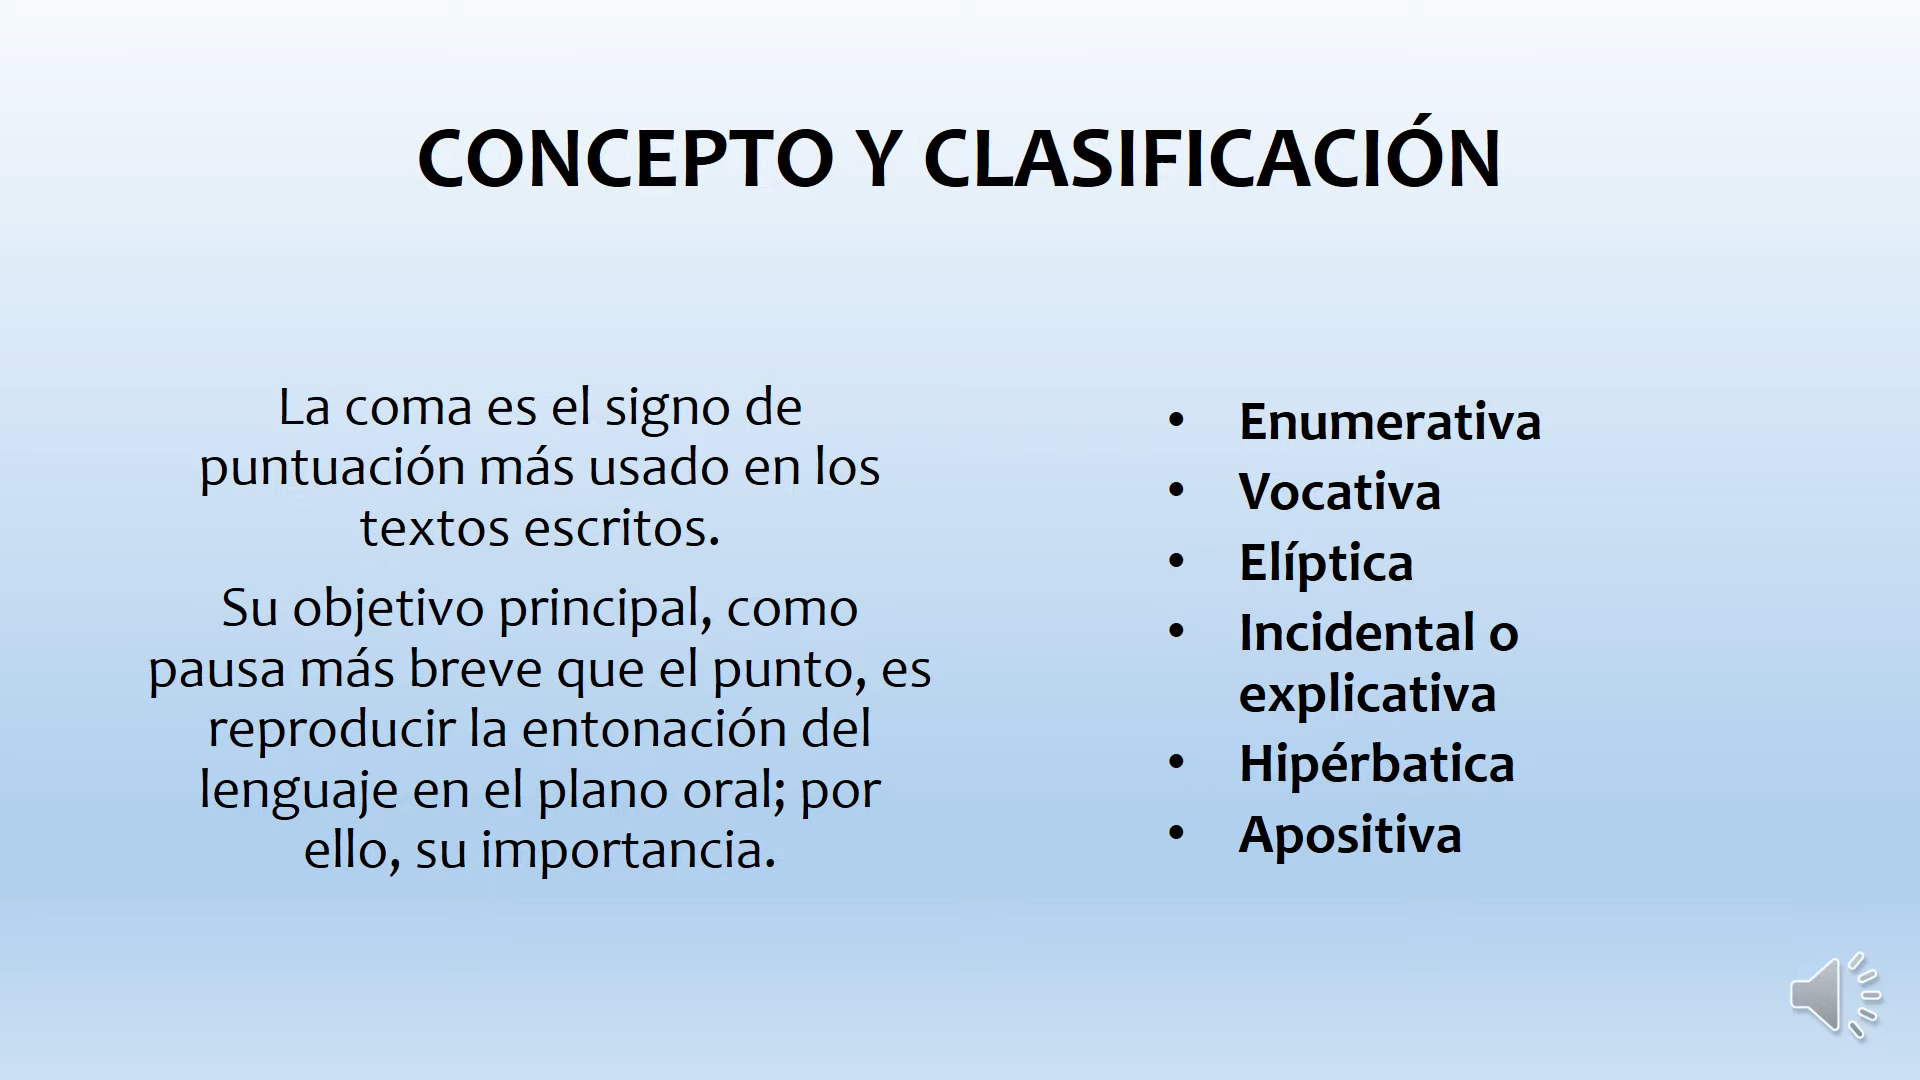 CONCEPTO Y CLASIFICACIÓN
La coma es el signo de
puntuación más usado en los
textos escritos.
Su objetivo principal, como
pausa más breve que el punto, es
reproducir la entonación del
lenguaje en el plano oral; por
ello, su importancia.
• Enumerativa
• Vocativa
• Elíptica
• Incidental o
explicativa
• Hipérbatica
• Apositiva